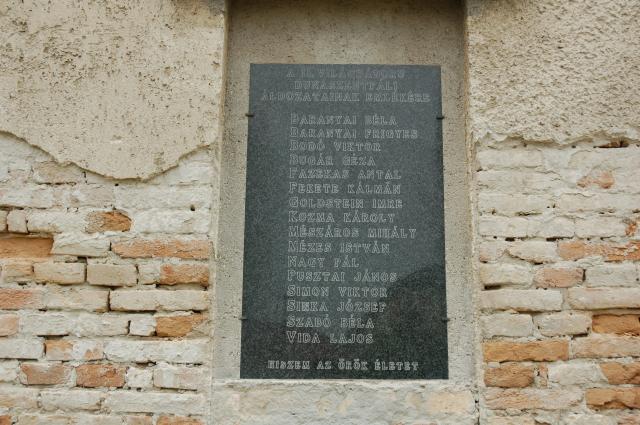 A II. VILÁGHÁBORÚ
DUNASZENTPÁLI
ÁLDOZATAINAK EMLÉKÉRE
BARANYAI BÉLA
BARANYAI FRIGYES
BODÓ VIKTOR
BUGÁR GÉZA
FAZEKAS ANTAL
FEKETE KÁLMÁN
GOLDSTEIN IMRE
KOZMA KÁROLY
MÉSZÁROS MIHÁLY
MÉZES ISTVÁN
NAGY PÁL
PUSZTAI JÁNOS
SIMON VIKTOR
SINKA JÓZSEF
SZABÓ BÉLA
VIDA LAJOS
HISZEM AZ ÖRÖK ÉLETET